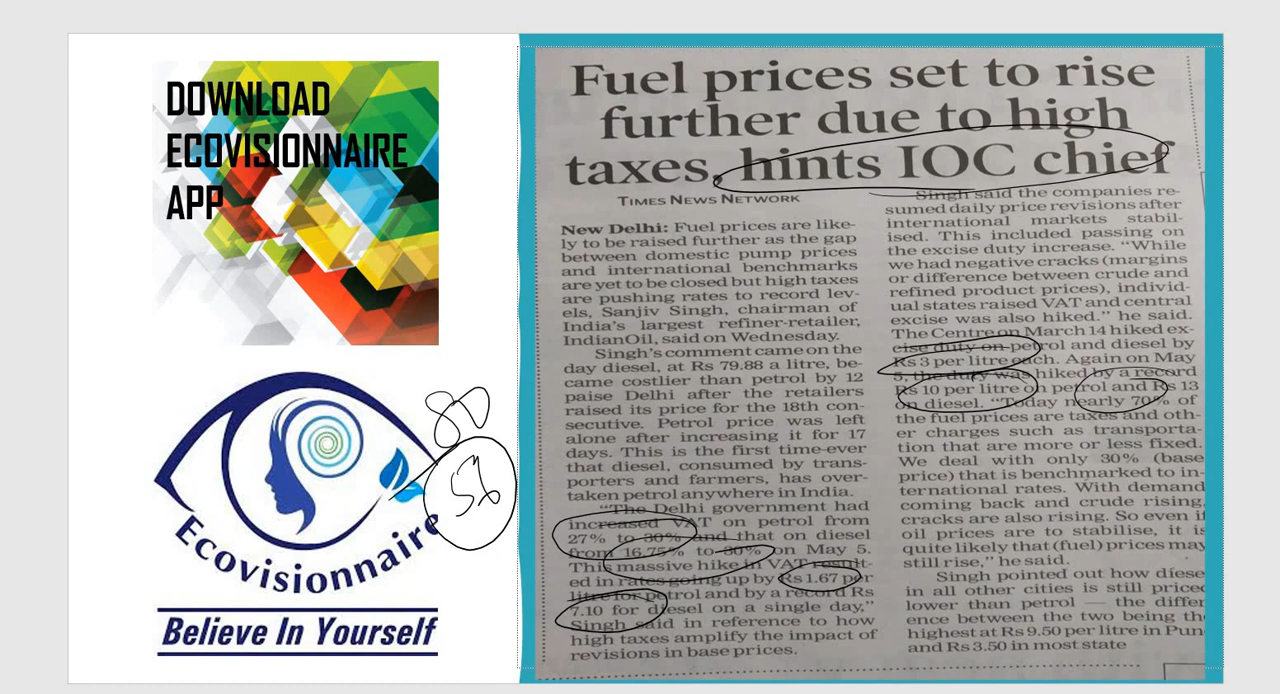 DOWNLOAD
ECOVISIONNAIRE
APP
Ecovisionnaire
Believe In Yourself
80
Fuel prices set to rise
further due to high
taxes, hints IOC chief
TIMES NEWS NETWORK
New Delhi: Fuel prices are like-
ly to be raised further as the gap
between domestic pump prices
and international benchmarks
are yet to be closed but high taxes
are pushing rates to record lev-
els, Sanjiv Singh, chairman of
India's largest refiner-retailer,
IndianOil, said on Wednesday.
Singh's comment came on the
day diesel, at Rs 79.88 a litre, be-
came costlier than petrol by 12
paise Delhi after the retailers
raised its price for the 18th con-
secutive. Petrol price was left
alone after increasing it for 17
days. This is the first time-ever
that diesel, consumed by trans-
porters and farmers, has over-
taken petrol anywhere in India.
"The Delhi government had
increased VAT on petrol from
27% to 30% and that on diesel
from 16.75% to 30% on May 5.
This massive hike in VAT result-
ed in rates going up by Rs 1.67 per
litre for petrol and by a record Rs
7.10 for diesel on a single day,"
Singh said in reference to how
high taxes amplify the impact of
revisions in base prices.
Singh said the companies re-
sumed daily price revisions after
international markets stabil-
ised. This included passing on
the excise duty increase. "While
we had negative cracks (margins
or difference between crude and
refined product prices), individ-
ual states raised VAT and central
excise was also hiked." he said.
The Centre on March 14 hiked ex-
cise duty on petrol and diesel by
Rs 3 per litre each. Again on May
5, the duty was hiked by a record
Rs 10 per litre on petrol and Rs 13
on diesel. "Today nearly 70% of
the fuel prices are taxes and oth-
er charges such as transporta-
tion that are more or less fixed.
We deal with only 30% (base
price) that is benchmarked to in-
ternational rates. With demand
coming back and crude rising,
cracks are also rising. So even if
oil prices are to stabilise, it is
quite likely that (fuel) prices may
still rise," he said.
Singh pointed out how diese
in all other cities is still priced
lower than petrol — the differ
ence between the two being the
highest at Rs 9.50 per litre in Pun
and Rs 3.50 in most state